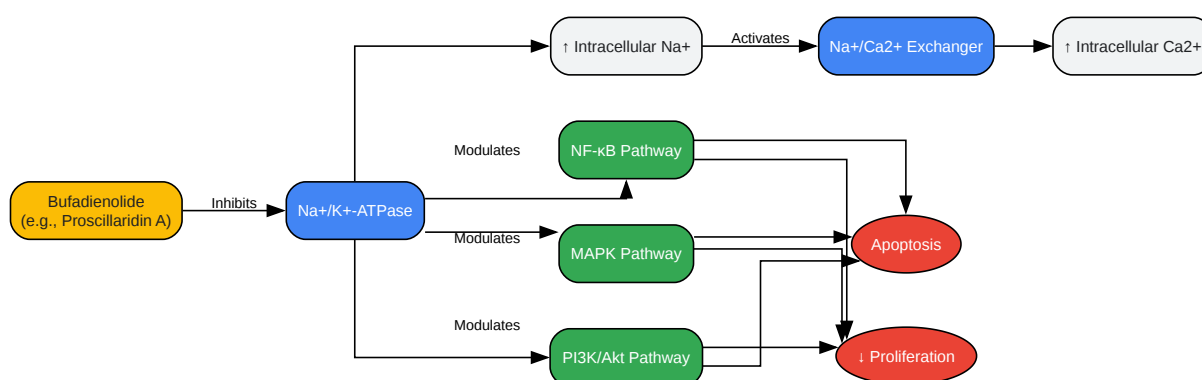 ↑ Intracellular Na+
Activates
Na+/Ca2+ Exchanger
↑ Intracellular Ca2+
Modulates
NF-κB Pathway
Bufadienolide
(e.g., Proscillaridin A)
Inhibits
Na+/K+-ATPase
Modulates
MAPK Pathway
Apoptosis
Modulates
PI3K/Akt Pathway
↓ Proliferation